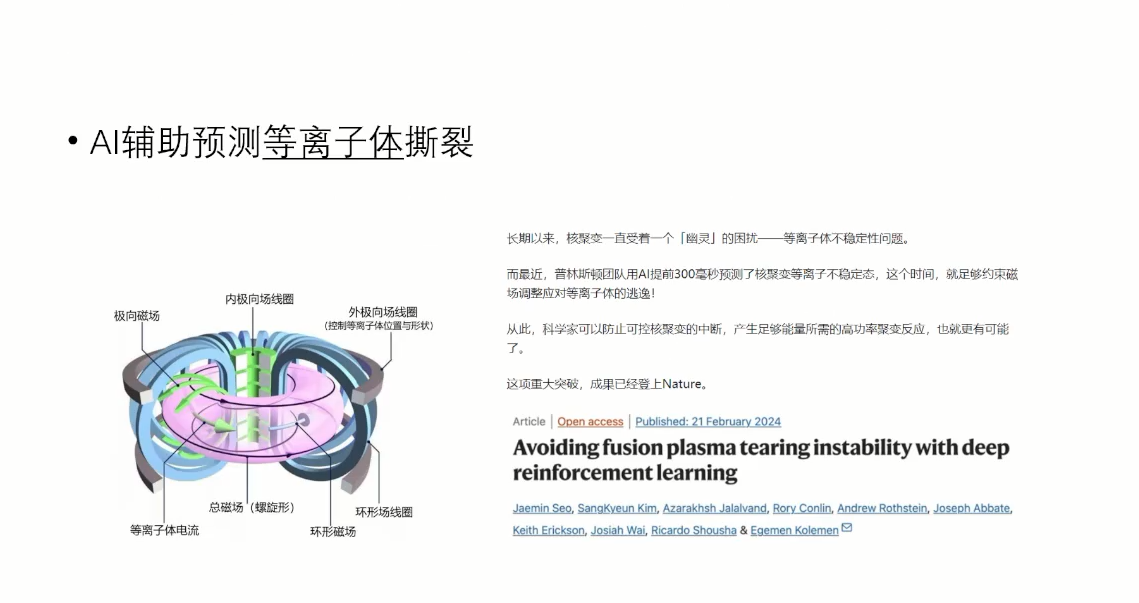 • AI辅助预测等离子体撕裂
长期以来，核聚变一直受着一个「幽灵」的困扰——等离子体不稳定性问题。
而最近，普林斯顿团队用AI提前300毫秒预测了核聚变等离子不稳定态，这个时间，就足够约束磁
场调整应对等离子体的逃逸！
从此，科学家可以防止可控核聚变的中断，产生足够能量所需的高功率聚变反应，也就更有可能
了。
这项重大突破，成果已经登上Nature。
内极向场线圈
极向磁场
外极向场线圈
（控制等离子体位置与形状）
总磁场（螺旋形）
环形场线圈
等离子体电流
环形磁场
Article | Open access | Published: 21 February 2024
Avoiding fusion plasma tearing instability with deep
reinforcement learning
Jaemin Seo, SangKyeun Kim, Azarakhsh Jalalvand, Rory Conlin, Andrew Rothstein, Joseph Abbate,
Keith Erickson, Josiah Wai, Ricardo Shousha & Egemen Kolemen